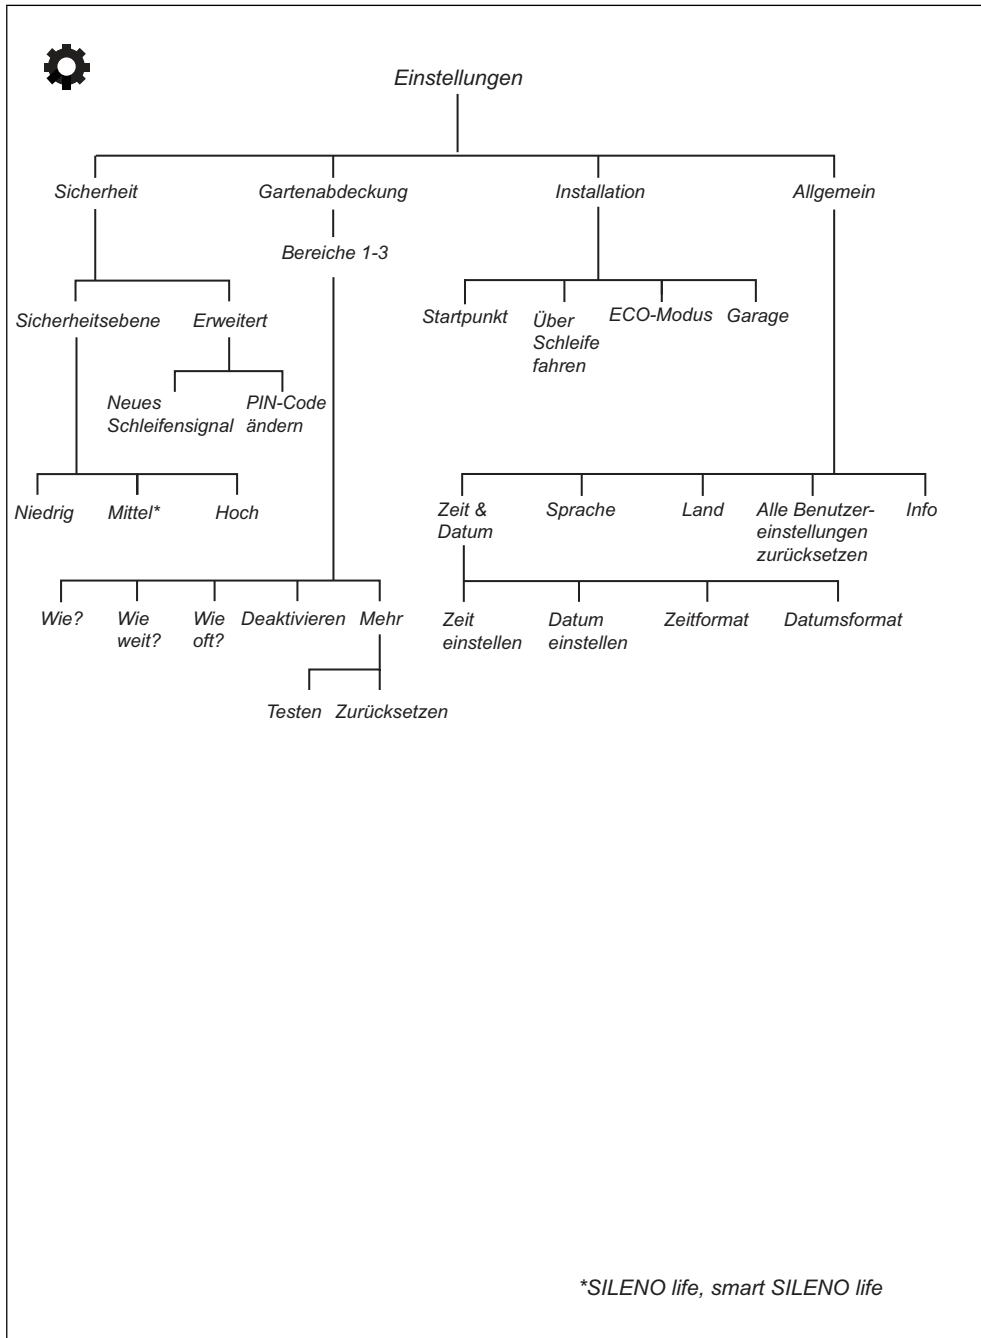 Einstellungen
Sicherheit Gartenabdeckung Installation Allgemein
Bereiche 1-3
Sicherheitsebene Erweitert
Startpunkt Über
Schleife
fahren ECO-Modus Garage
Neues
Schleifensignal PIN-Code
ändern
Niedrig Mittel* Hoch
Zeit &
Datum Sprache Land Alle Benutzer-
einstellungen
zurücksetzen Info
Wie? Wie
weit? Wie
oft? Deaktivieren Mehr
Zeit
einstellen Datum
einstellen Zeitformat Datumsformat
Testen Zurücksetzen
*SILENO life, smart SILENO life